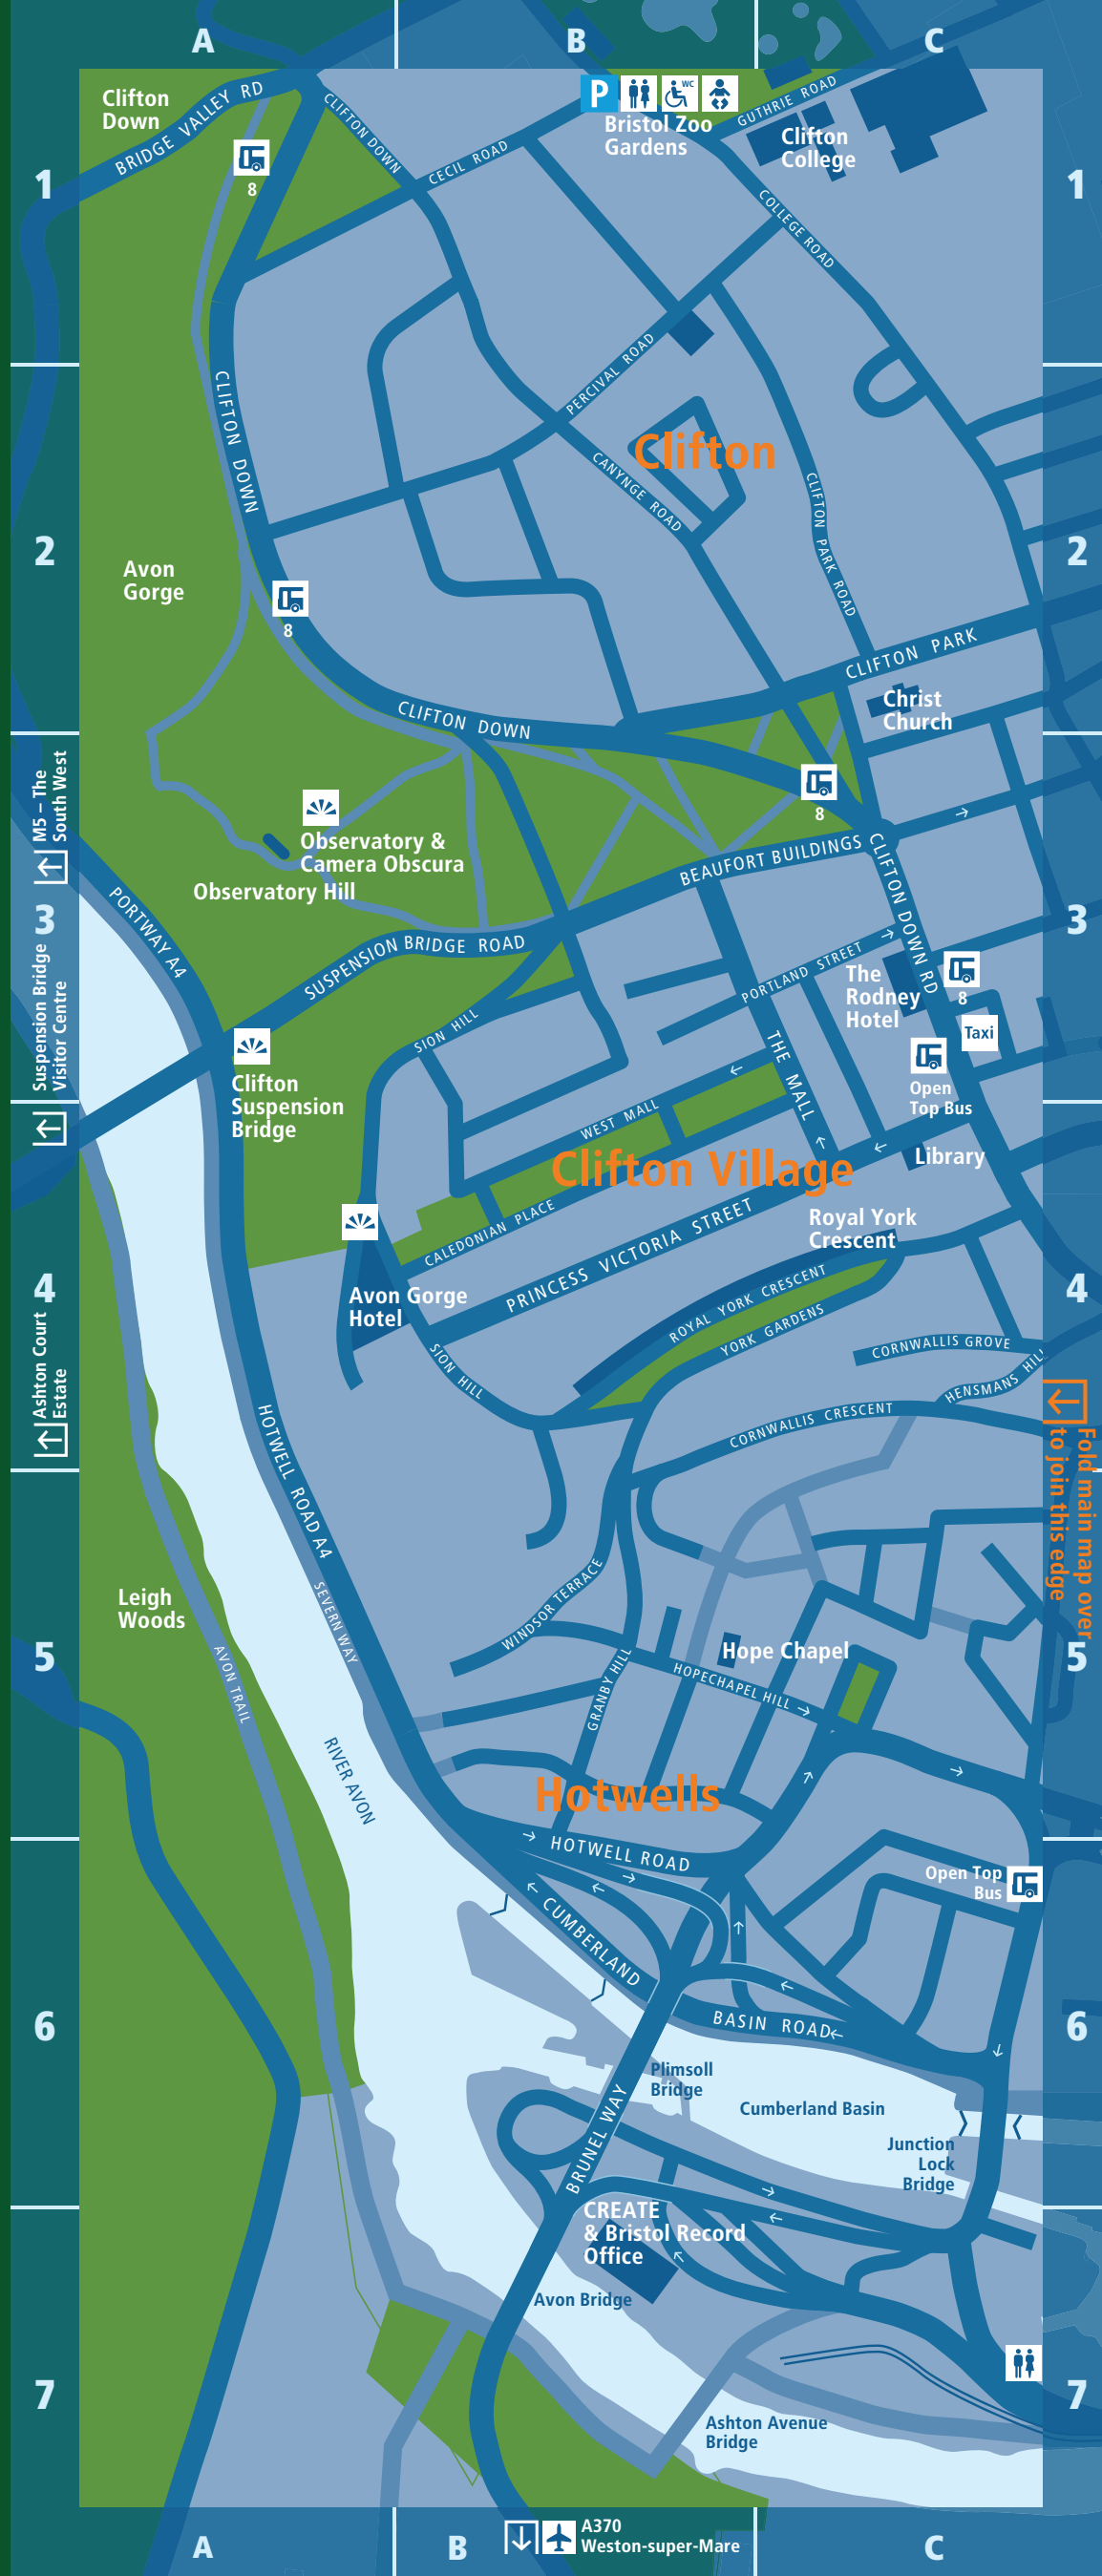 A
B
C
1
1
2
2
3
3
4
4
5
5
6
6
7
7
Clifton
Down
BRIDGE VALLEY RD
8
CLIFTON DOWN
CECIL ROAD
P
WC
Bristol Zoo
Gardens
GUTHRIE ROAD
Clifton
College
COLLEGE ROAD
PERCIVAL ROAD
CLIFTON DOWN
Clifton
CANYNGE ROAD
CLIFTON PARK ROAD
Avon
Gorge
8
CLIFTON PARK
Christ
Church
CLIFTON DOWN
8
M5 – The
South West
Observatory &
Camera Obscura
Observatory Hill
BEAUFORT BUILDINGS
CLIFTON DOWN RD
PORTWAY A4
SUSPENSION BRIDGE ROAD
Suspension Bridge
Visitor Centre
SION HILL
PORTLAND STREET
The
Rodney
Hotel
8
Taxi
Open
Top Bus
THE MALL
Clifton
Suspension
Bridge
WEST MALL
Clifton Village
Library
CALEDONIAN PLACE
PRINCESS VICTORIA STREET
Royal York
Crescent
ROYAL YORK CRESCENT
YORK GARDENS
Avon Gorge
Hotel
SION HILL
CORNWALLIS GROVE
HENSMANS HILL
CORNWALLIS CRESCENT
Ashton Court
Estate
Fold main map over
to join this edge
HOTWELL ROAD A4
SEVERN WAY
Leigh
Woods
AVON TRAIL
RIVER AVON
WINDSOR TERRACE
GRANBY HILL
Hope Chapel
HOPECHAPEL HILL
Hotwells
HOTWELL ROAD
Open Top
Bus
CUMBERLAND
BASIN ROAD
Plimsoll
Bridge
Cumberland Basin
Junction
Lock
Bridge
BRUNEL WAY
CREATE
& Bristol Record
Office
Avon Bridge
Ashton Avenue
Bridge
A
B
A370
Weston-super-Mare
C